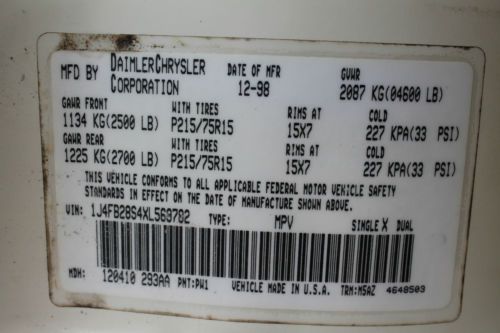 MFD BY DAIMLERCHRYSLER CORPORATION DATE OF MFR 12-98 GVWR 2087 KG(04600 LB)
GAWR FRONT WITH TIRES RIMS AT COLD
1134 KG(2500 LB) P215/75R15 15X7 227 KPA(33 PSI)
GAWR REAR WITH TIRES RIMS AT COLD
1225 KG(2700 LB) P215/75R15 15X7 227 KPA(33 PSI)
THIS VEHICLE CONFORMS TO ALL APPLICABLE FEDERAL MOTOR VEHICLE SAFETY
STANDARDS IN EFFECT ON THE DATE OF MANUFACTURE SHOWN ABOVE.
VIN: 1J4FB28S4XL569702 TYPE: MPV SINGLE X DUAL
MDH: 120410 293AA PNT:PW1 VEHICLE MADE IN U.S.A. TRM:M5AZ 4648503